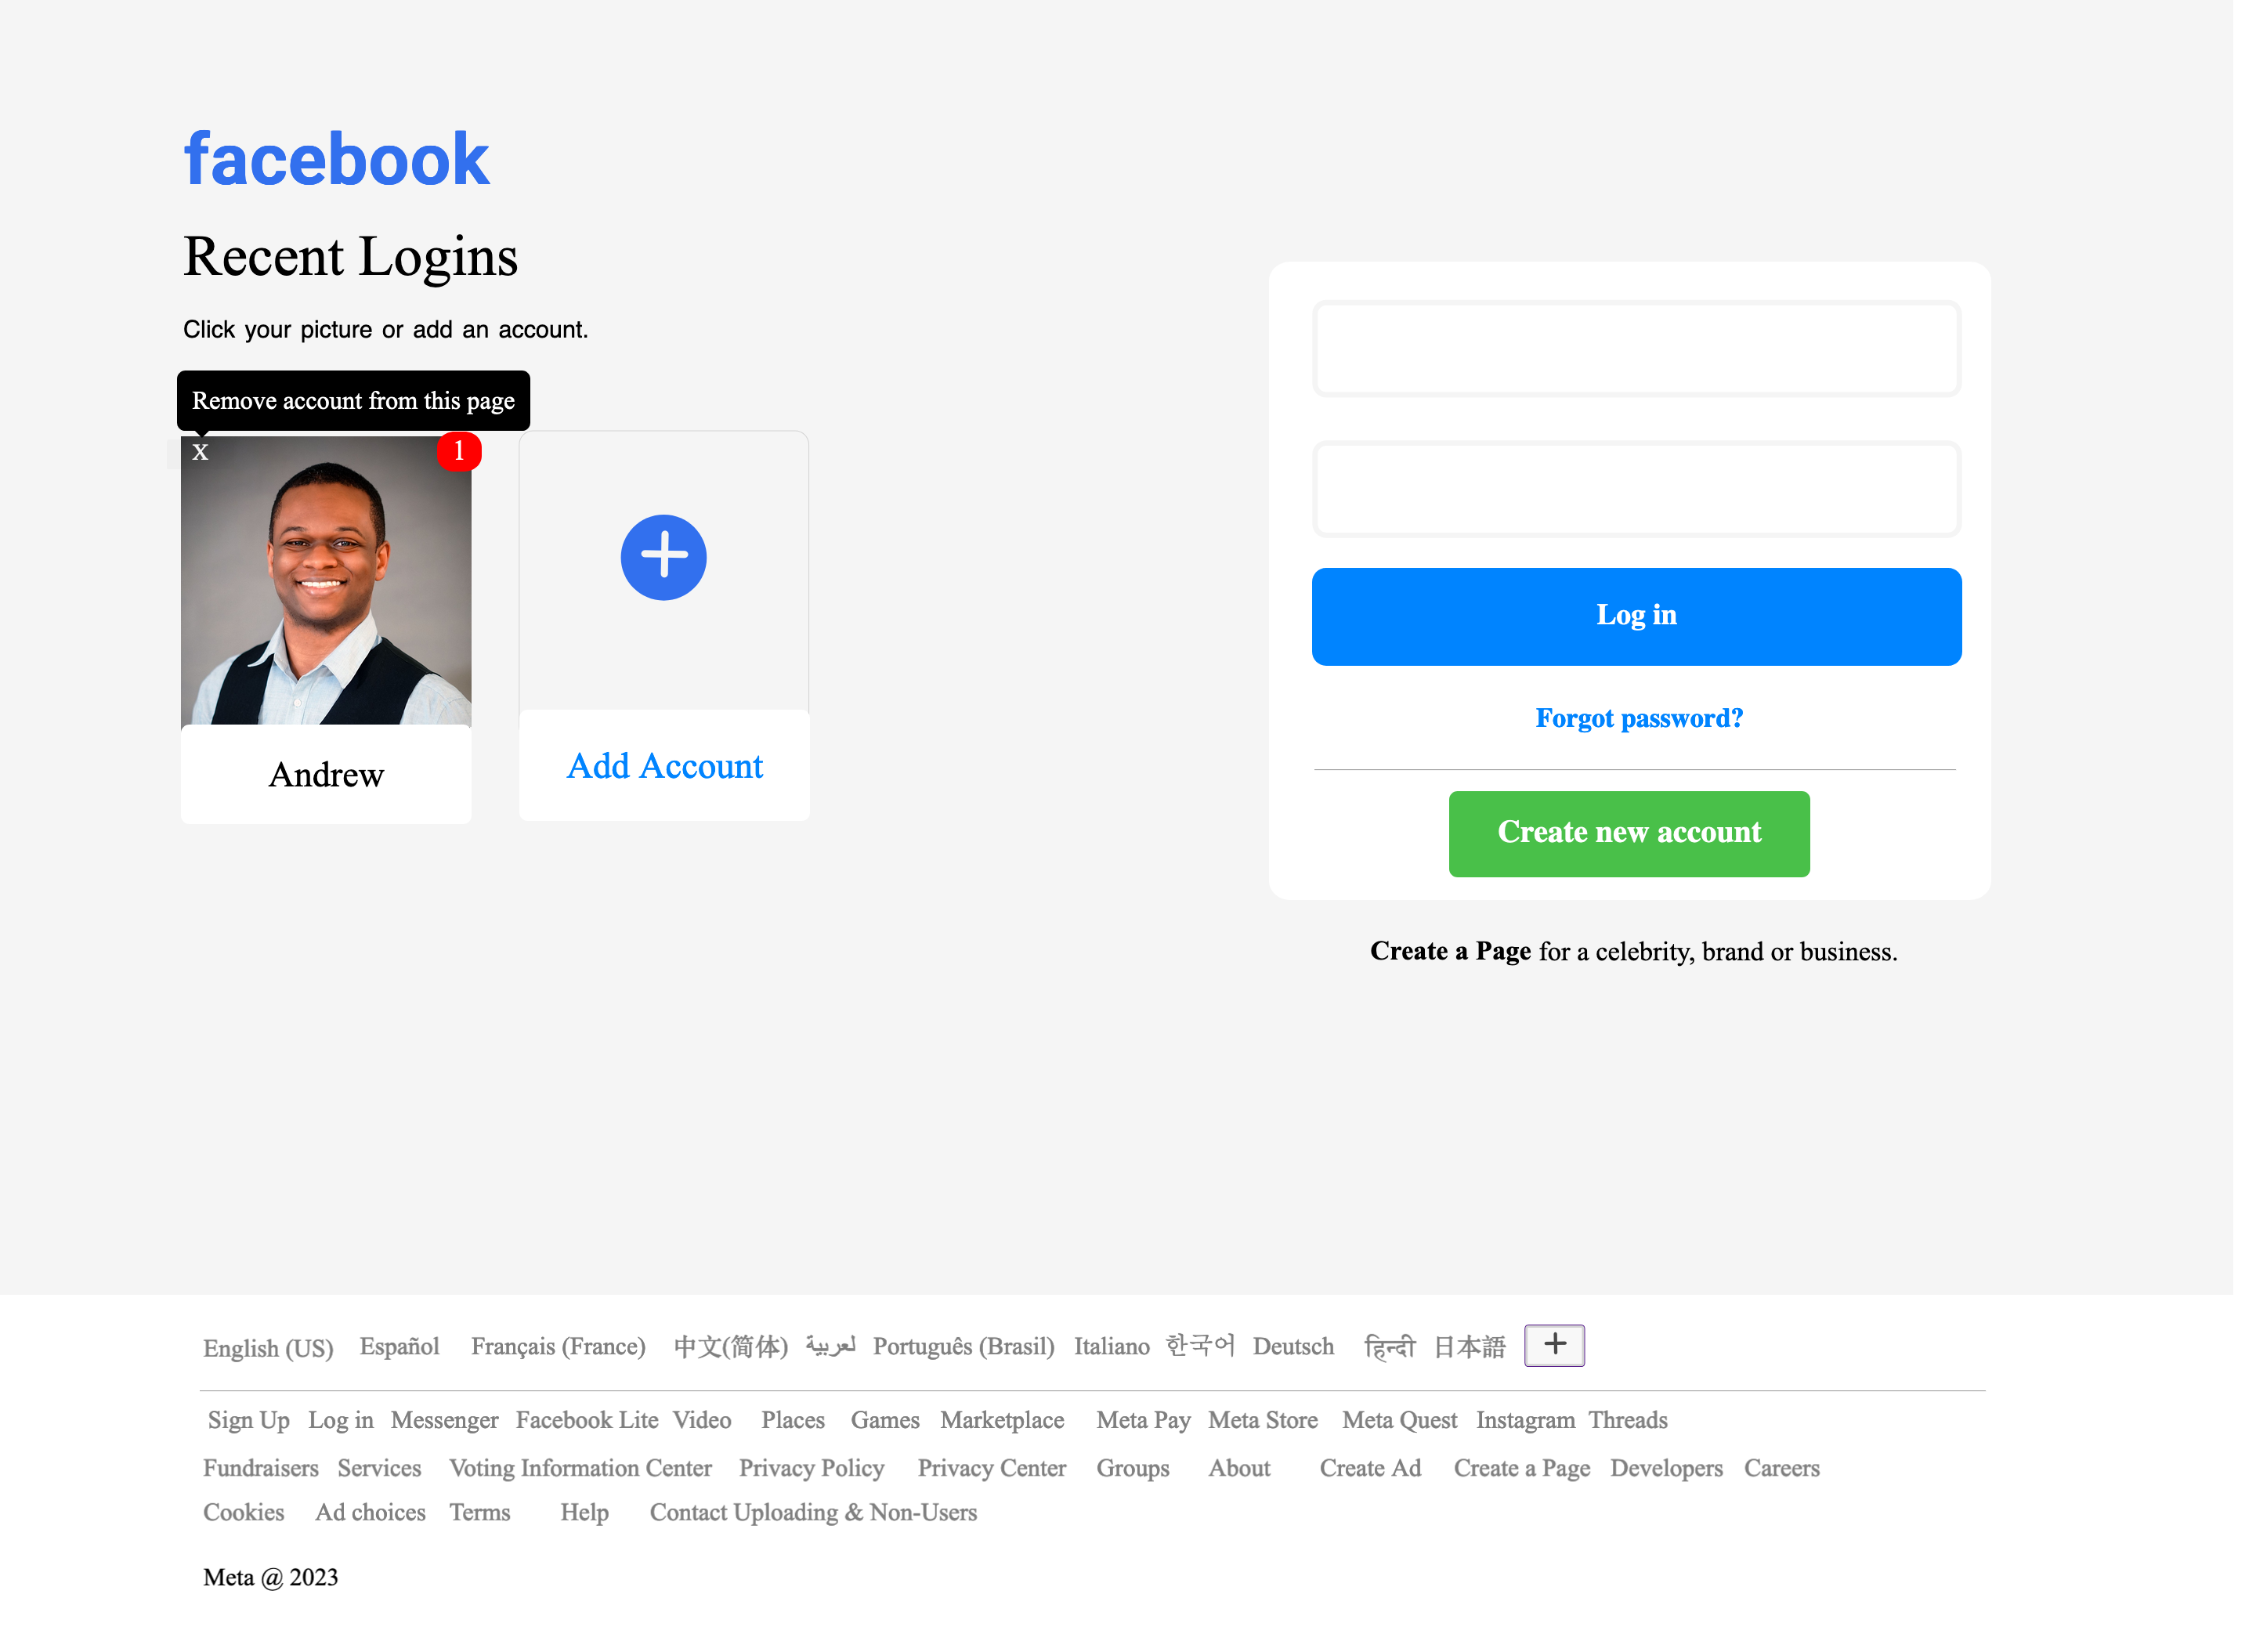 facebook
Recent Logins
Click your picture or add an account.
Remove account from this page
x
1
Andrew
Add Account
Log in
Forgot password?
Create new account
Create a Page for a celebrity, brand or business.
English (US) Español Français (France) 中文(简体) لعربية Português (Brasil) Italiano 한국어 Deutsch हिन्दी 日本語 +
Sign Up Log in Messenger Facebook Lite Video Places Games Marketplace Meta Pay Meta Store Meta Quest Instagram Threads
Fundraisers Services Voting Information Center Privacy Policy Privacy Center Groups About Create Ad Create a Page Developers Careers
Cookies Ad choices Terms Help Contact Uploading & Non-Users
Meta @ 2023